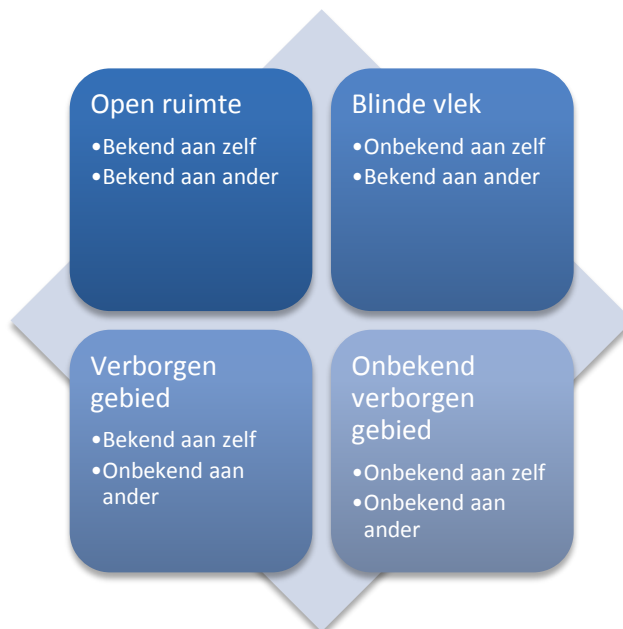 Open ruimte
•Bekend aan zelf
•Bekend aan ander
Blinde vlek
•Onbekend aan zelf
•Bekend aan ander
Verborgen
gebied
•Bekend aan zelf
•Onbekend aan
ander
Onbekend
verborgen
gebied
•Onbekend aan zelf
•Onbekend aan
ander